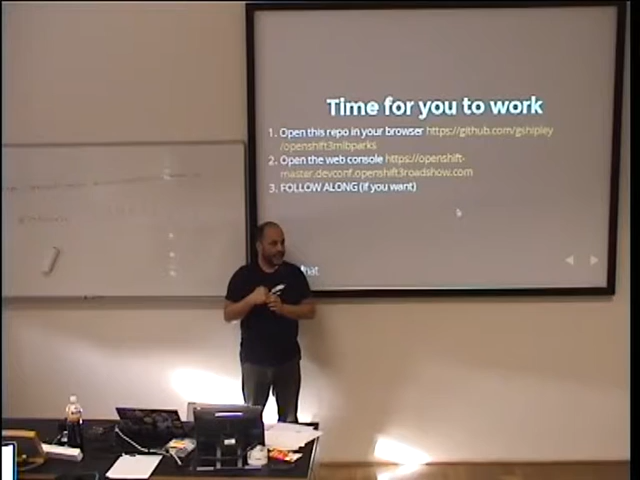 Time for you to work
1. Open this repo in your browser https://github.com/gshipley
/openshift3mlbparks
2. Open the web console https://openshift-
master.devconf.openshift3roadshow.com
3. FOLLOW ALONG (if you want)